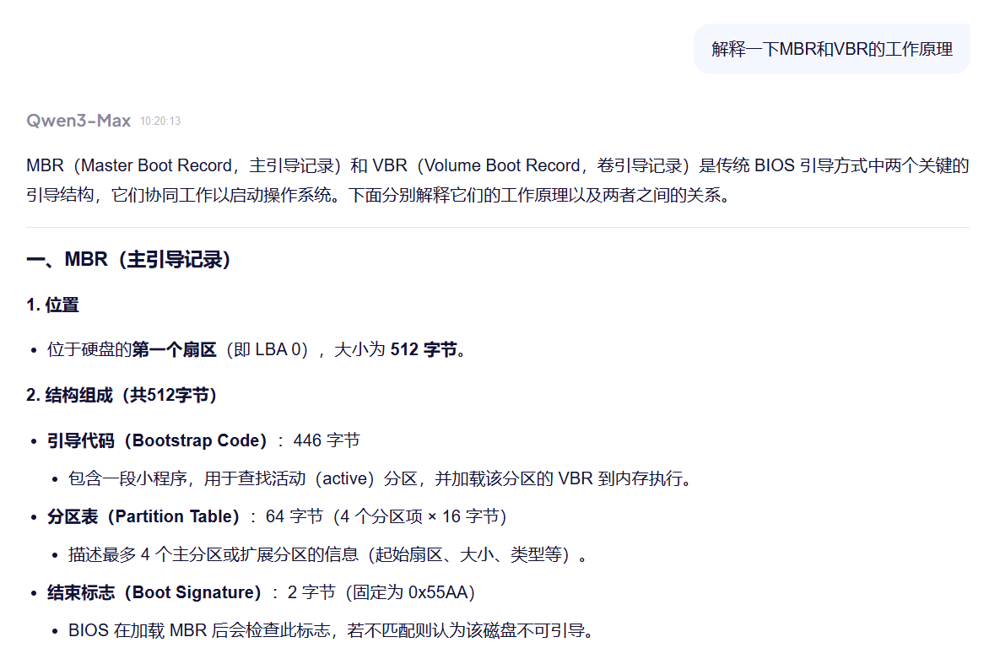 解释一下MBR和VBR的工作原理
Qwen3-Max 10:20:13
MBR（Master Boot Record，主引导记录）和 VBR（Volume Boot Record，卷引导记录）是传统 BIOS 引导方式中两个关键的
引导结构，它们协同工作以启动操作系统。下面分别解释它们的工作原理以及两者之间的关系。
一、MBR（主引导记录）
1. 位置
• 位于硬盘的第一个扇区（即 LBA 0），大小为 512 字节。
2. 结构组成（共512字节）
• 引导代码（Bootstrap Code）：446 字节
• 包含一段小程序，用于查找活动（active）分区，并加载该分区的 VBR 到内存执行。
• 分区表（Partition Table）：64 字节（4 个分区项 × 16 字节）
• 描述最多 4 个主分区或扩展分区的信息（起始扇区、大小、类型等）。
• 结束标志（Boot Signature）：2 字节（固定为 0x55AA）
• BIOS 在加载 MBR 后会检查此标志，若不匹配则认为该磁盘不可引导。